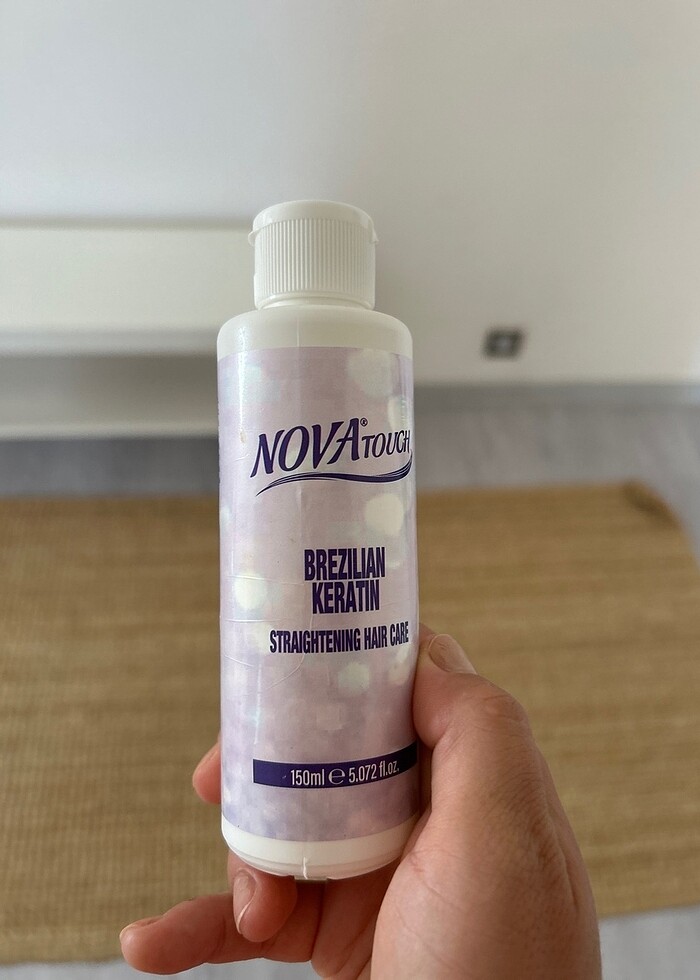 NOVA® TOUCH
BREZILIAN
KERATIN
STRAIGHTENING HAIR CARE
150ml ℮ 5.072 fl.oz.